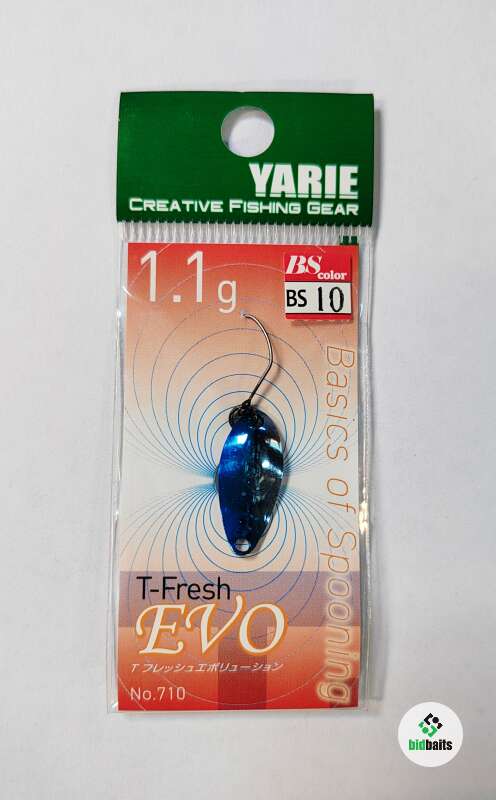 YARIE
CREATIVE FISHING GEAR
1.1g
BS color
BS 10
Basics of Spooning
T-Fresh
EVO
T フレッシュエボリューション
No.710
bidbaits